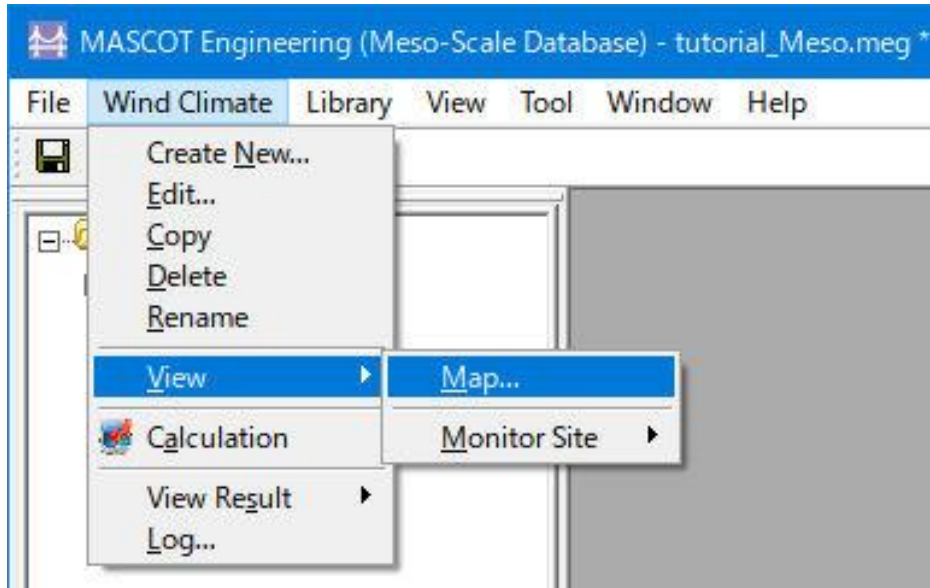 MASCOT Engineering (Meso-Scale Database) - tutorial_Meso.meg *
File Wind Climate Library View Tool Window Help
Create New...
Edit...
Copy
Delete
Rename
View Map...
Calculation Monitor Site
View Result
Log...